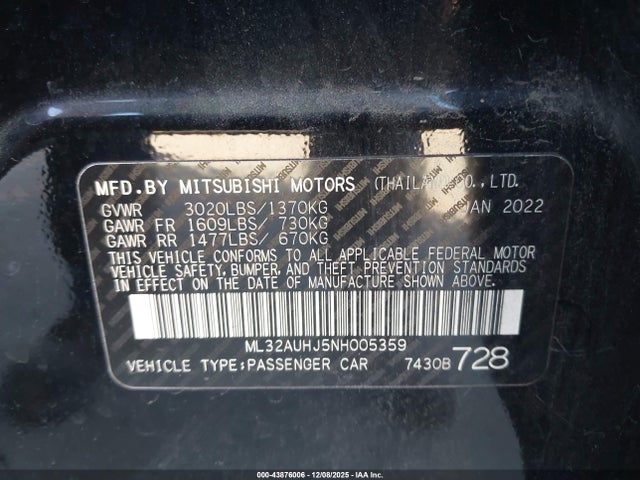 MFD.BY MITSUBISHI MOTORS (THAILAND) CO.,LTD.
GVWR 3020LBS/1370KG JAN 2022
GAWR FR 1609LBS/ 730KG
GAWR RR 1477LBS/ 670KG
THIS VEHICLE CONFORMS TO ALL APPLICABLE FEDERAL MOTOR
VEHICLE SAFETY, BUMPER, AND THEFT PREVENTION STANDARDS
IN EFFECT ON THE DATE OF MANUFACTURE SHOWN ABOVE.
ML32AUHJ5NH005359
VEHICLE TYPE:PASSENGER CAR 7430B 728
000-43876006 - 12/08/2025 - IAAI.com